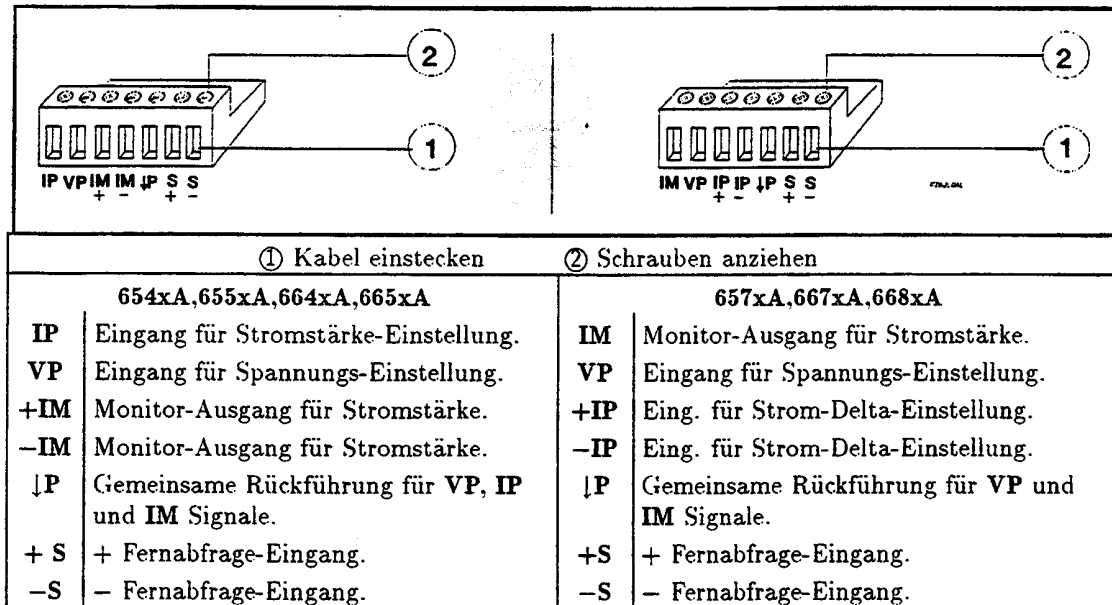 2
1
IP VP IM IM ↓P S S
+ − + −
2
1
IM VP IP IP ↓P S S
+ − + −
① Kabel einstecken ② Schrauben anziehen
654xA,655xA,664xA,665xA
IP Eingang für Stromstärke-Einstellung.
VP Eingang für Spannungs-Einstellung.
+IM Monitor-Ausgang für Stromstärke.
−IM Monitor-Ausgang für Stromstärke.
↓P Gemeinsame Rückführung für VP, IP
und IM Signale.
+ S + Fernabfrage-Eingang.
−S − Fernabfrage-Eingang.
657xA,667xA,668xA
IM Monitor-Ausgang für Stromstärke.
VP Eingang für Spannungs-Einstellung.
+IP Eing. für Strom-Delta-Einstellung.
−IP Eing. für Strom-Delta-Einstellung.
↓P Gemeinsame Rückführung für VP und
IM Signale.
+S + Fernabfrage-Eingang.
−S − Fernabfrage-Eingang.